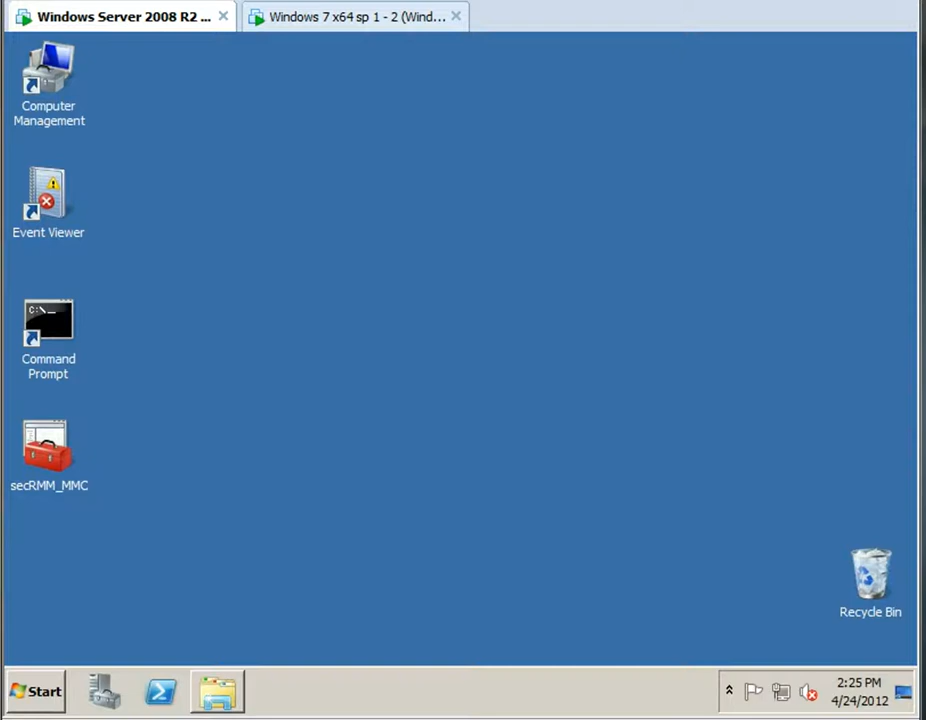 Windows Server 2008 R2 ...
Windows 7 x64 sp 1 - 2 (Wind...
Computer
Management
Event Viewer
C:\_
Command
Prompt
secRMM_MMC
Recycle Bin
Start
2:25 PM
4/24/2012